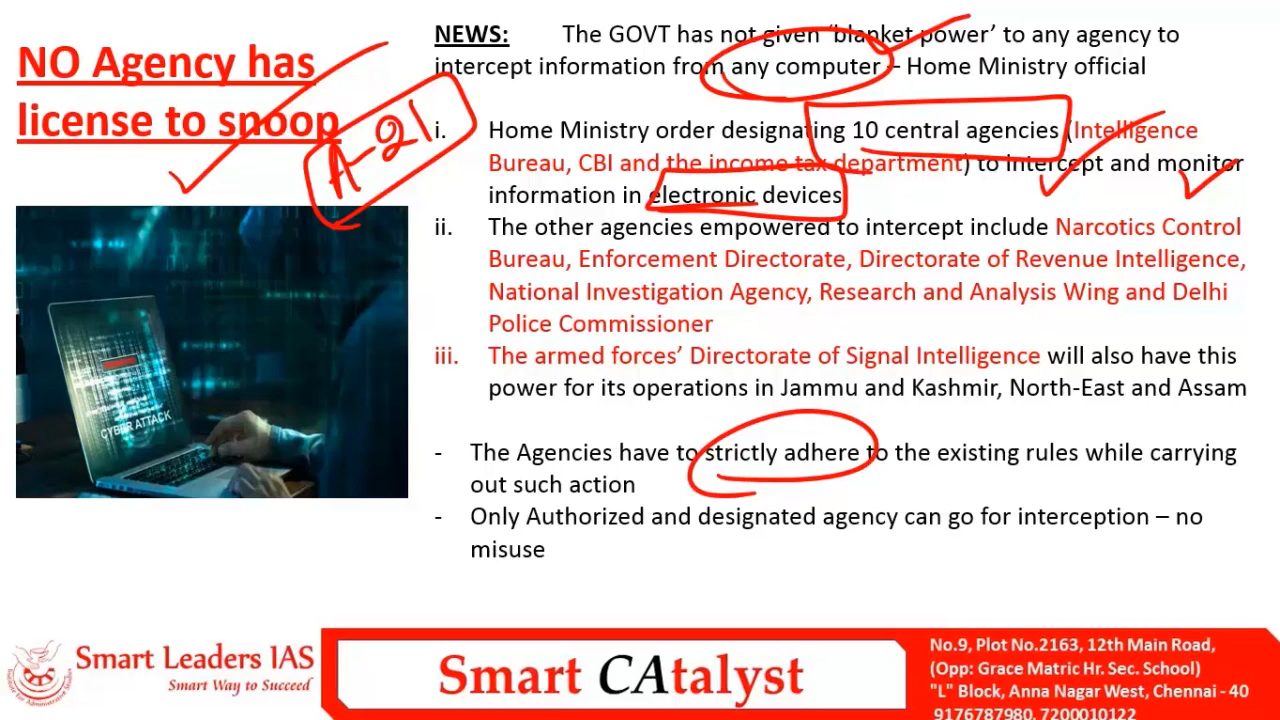 NO Agency has
license to snoop
A-21
CYBER ATTACK
NEWS: The GOVT has not given ‘blanket power’ to any agency to
intercept information from any computer – Home Ministry official
i. Home Ministry order designating 10 central agencies (Intelligence
Bureau, CBI and the income tax department) to intercept and monitor
information in electronic devices
ii. The other agencies empowered to intercept include Narcotics Control
Bureau, Enforcement Directorate, Directorate of Revenue Intelligence,
National Investigation Agency, Research and Analysis Wing and Delhi
Police Commissioner
iii. The armed forces’ Directorate of Signal Intelligence will also have this
power for its operations in Jammu and Kashmir, North-East and Assam
- The Agencies have to strictly adhere to the existing rules while carrying
out such action
- Only Authorized and designated agency can go for interception – no
misuse
Smart Leaders IAS
Smart Way to Succeed
Smart CAtalyst
No.9, Plot No.2163, 12th Main Road,
(Opp: Grace Matric Hr. Sec. School)
"L" Block, Anna Nagar West, Chennai - 40
9176787980, 7200010122